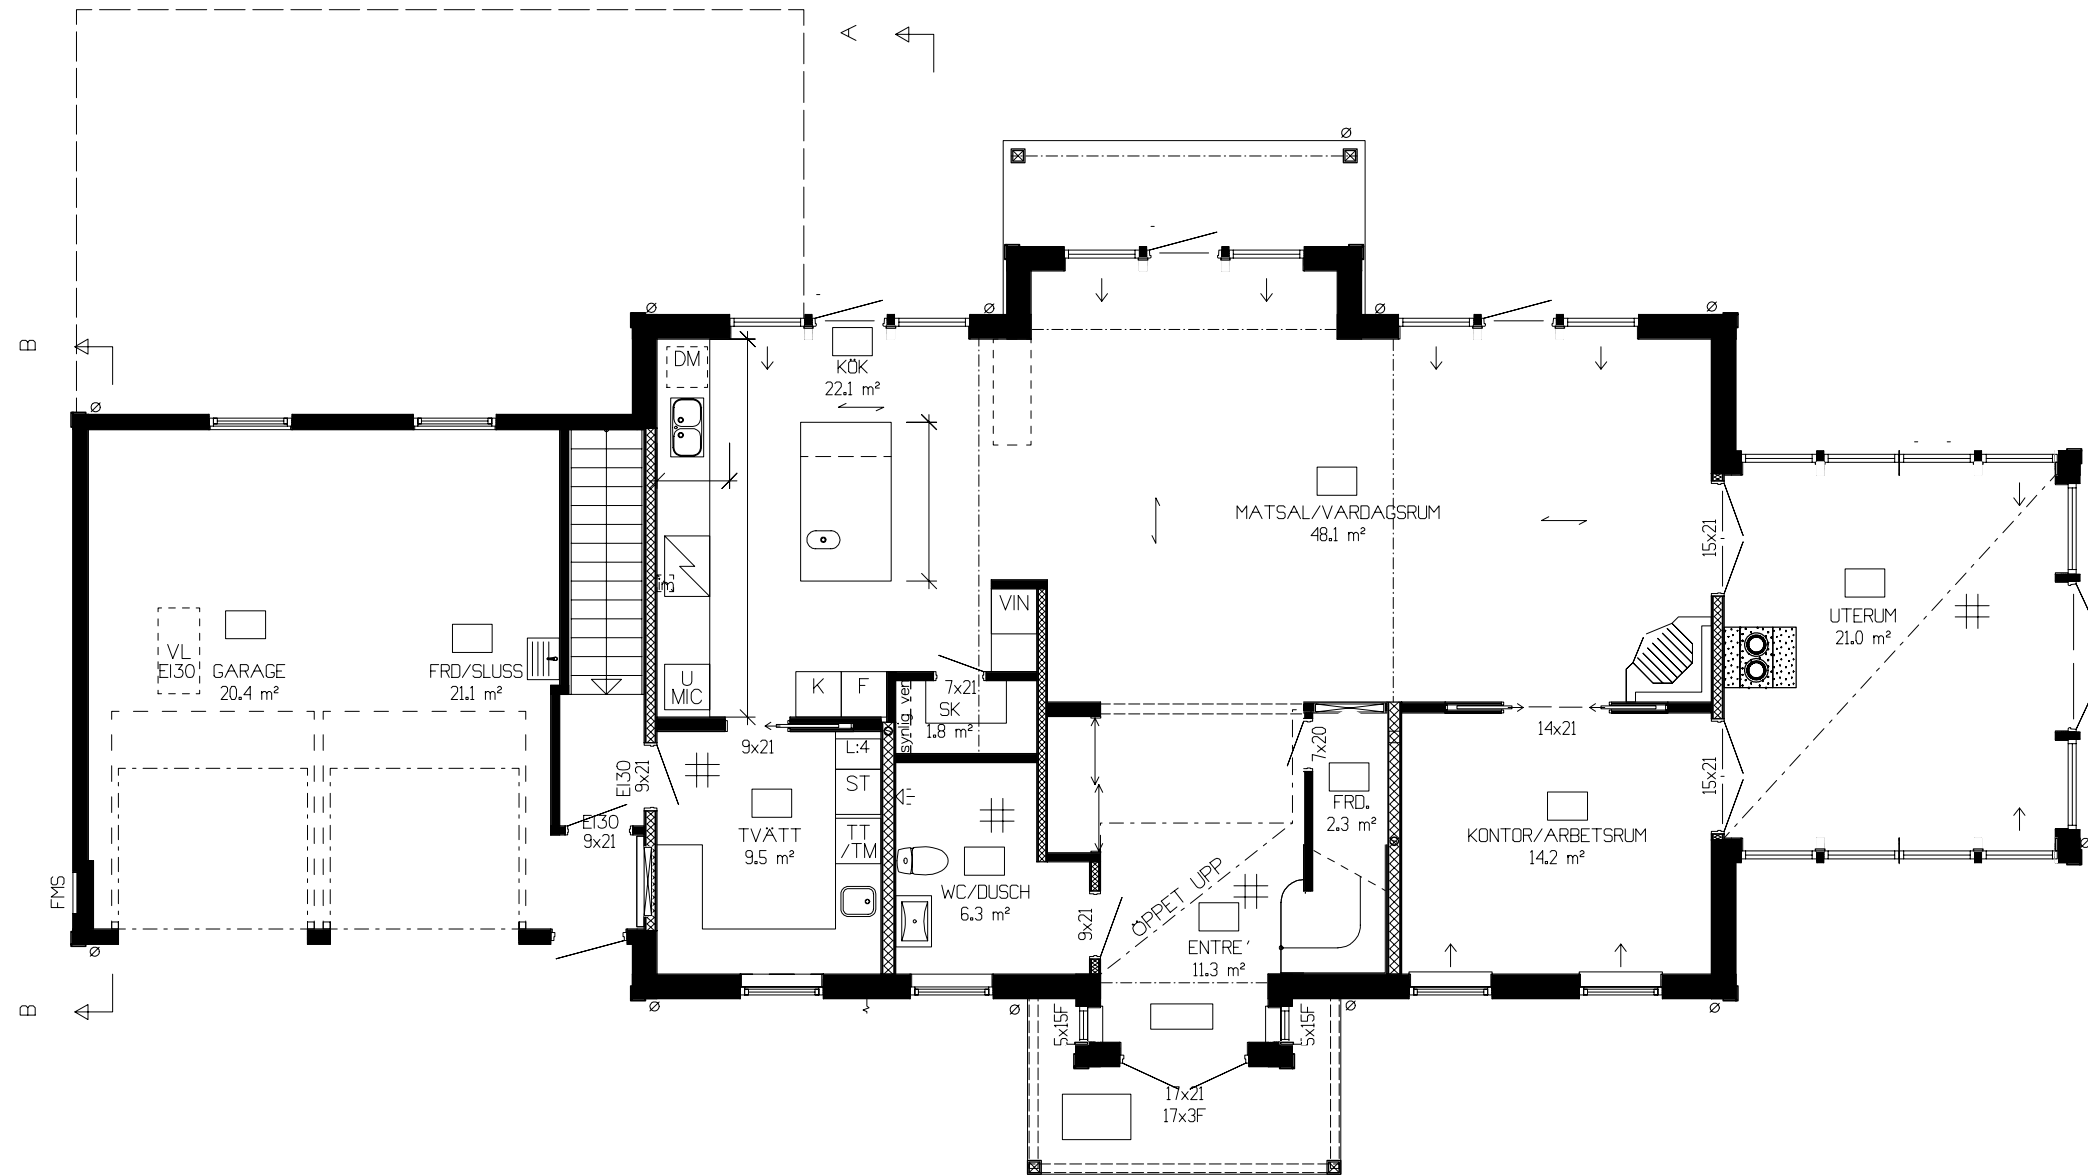 A
B
DM
KÖK
22.1 m²
MATSAL/VARDAGSRUM
48.1 m²
15x21
VIN
UTERUM
21.0 m²
VL
EI30
GARAGE
20.4 m²
FRD/SLUSS
21.1 m²
U
MIC
K
F
7x21
SK
1.8 m²
synlig ven
9x21
L:4
ST
TT
/TM
TVÄTT
9.5 m²
EI30
9x21
EI30
9x21
7x20
FRD.
2.3 m²
14x21
15x21
KONTOR/ARBETSRUM
14.2 m²
FMS
WC/DUSCH
6.3 m²
9x21
ÖPPET UPP
ENTRE´
11.3 m²
B
5x15F
5x15F
17x21
17x3F